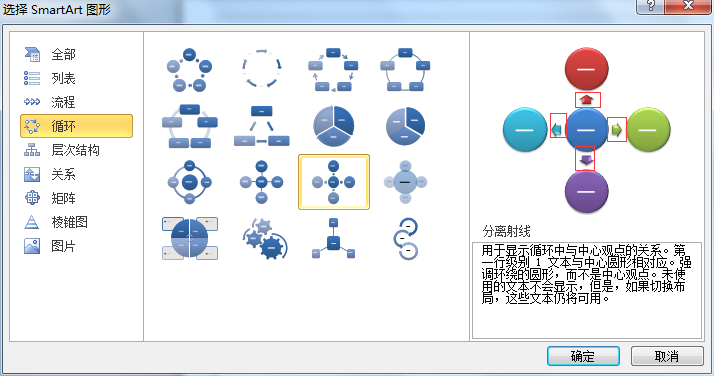 选择 SmartArt 图形
全部
列表
流程
循环
层次结构
关系
矩阵
棱锥图
图片
分离射线
用于显示循环中与中心观点的关系。第
一行级别 1 文本与中心圆形相对应。强
调环绕的圆形，而不是中心观点。未使
用的文本不会显示，但是，如果切换布
局，这些文本仍将可用。
确定
取消